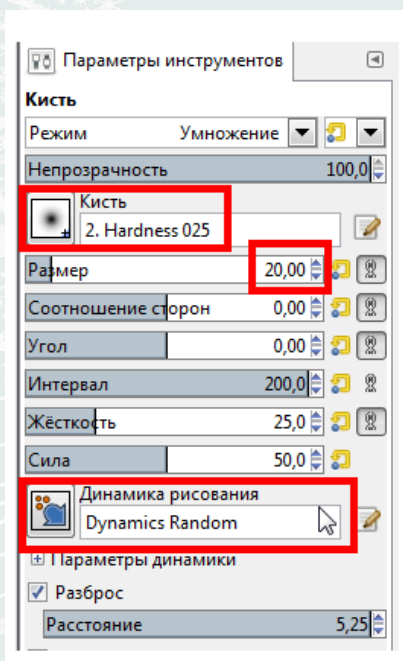 Параметры инструментов
Кисть
Режим Умножение
Непрозрачность 100,0
Кисть
2. Hardness 025
Размер 20,00
Соотношение сторон 0,00
Угол 0,00
Интервал 200,0
Жёсткость 25,0
Сила 50,0
Динамика рисования
Dynamics Random
Параметры динамики
Разброс
Расстояние 5,25